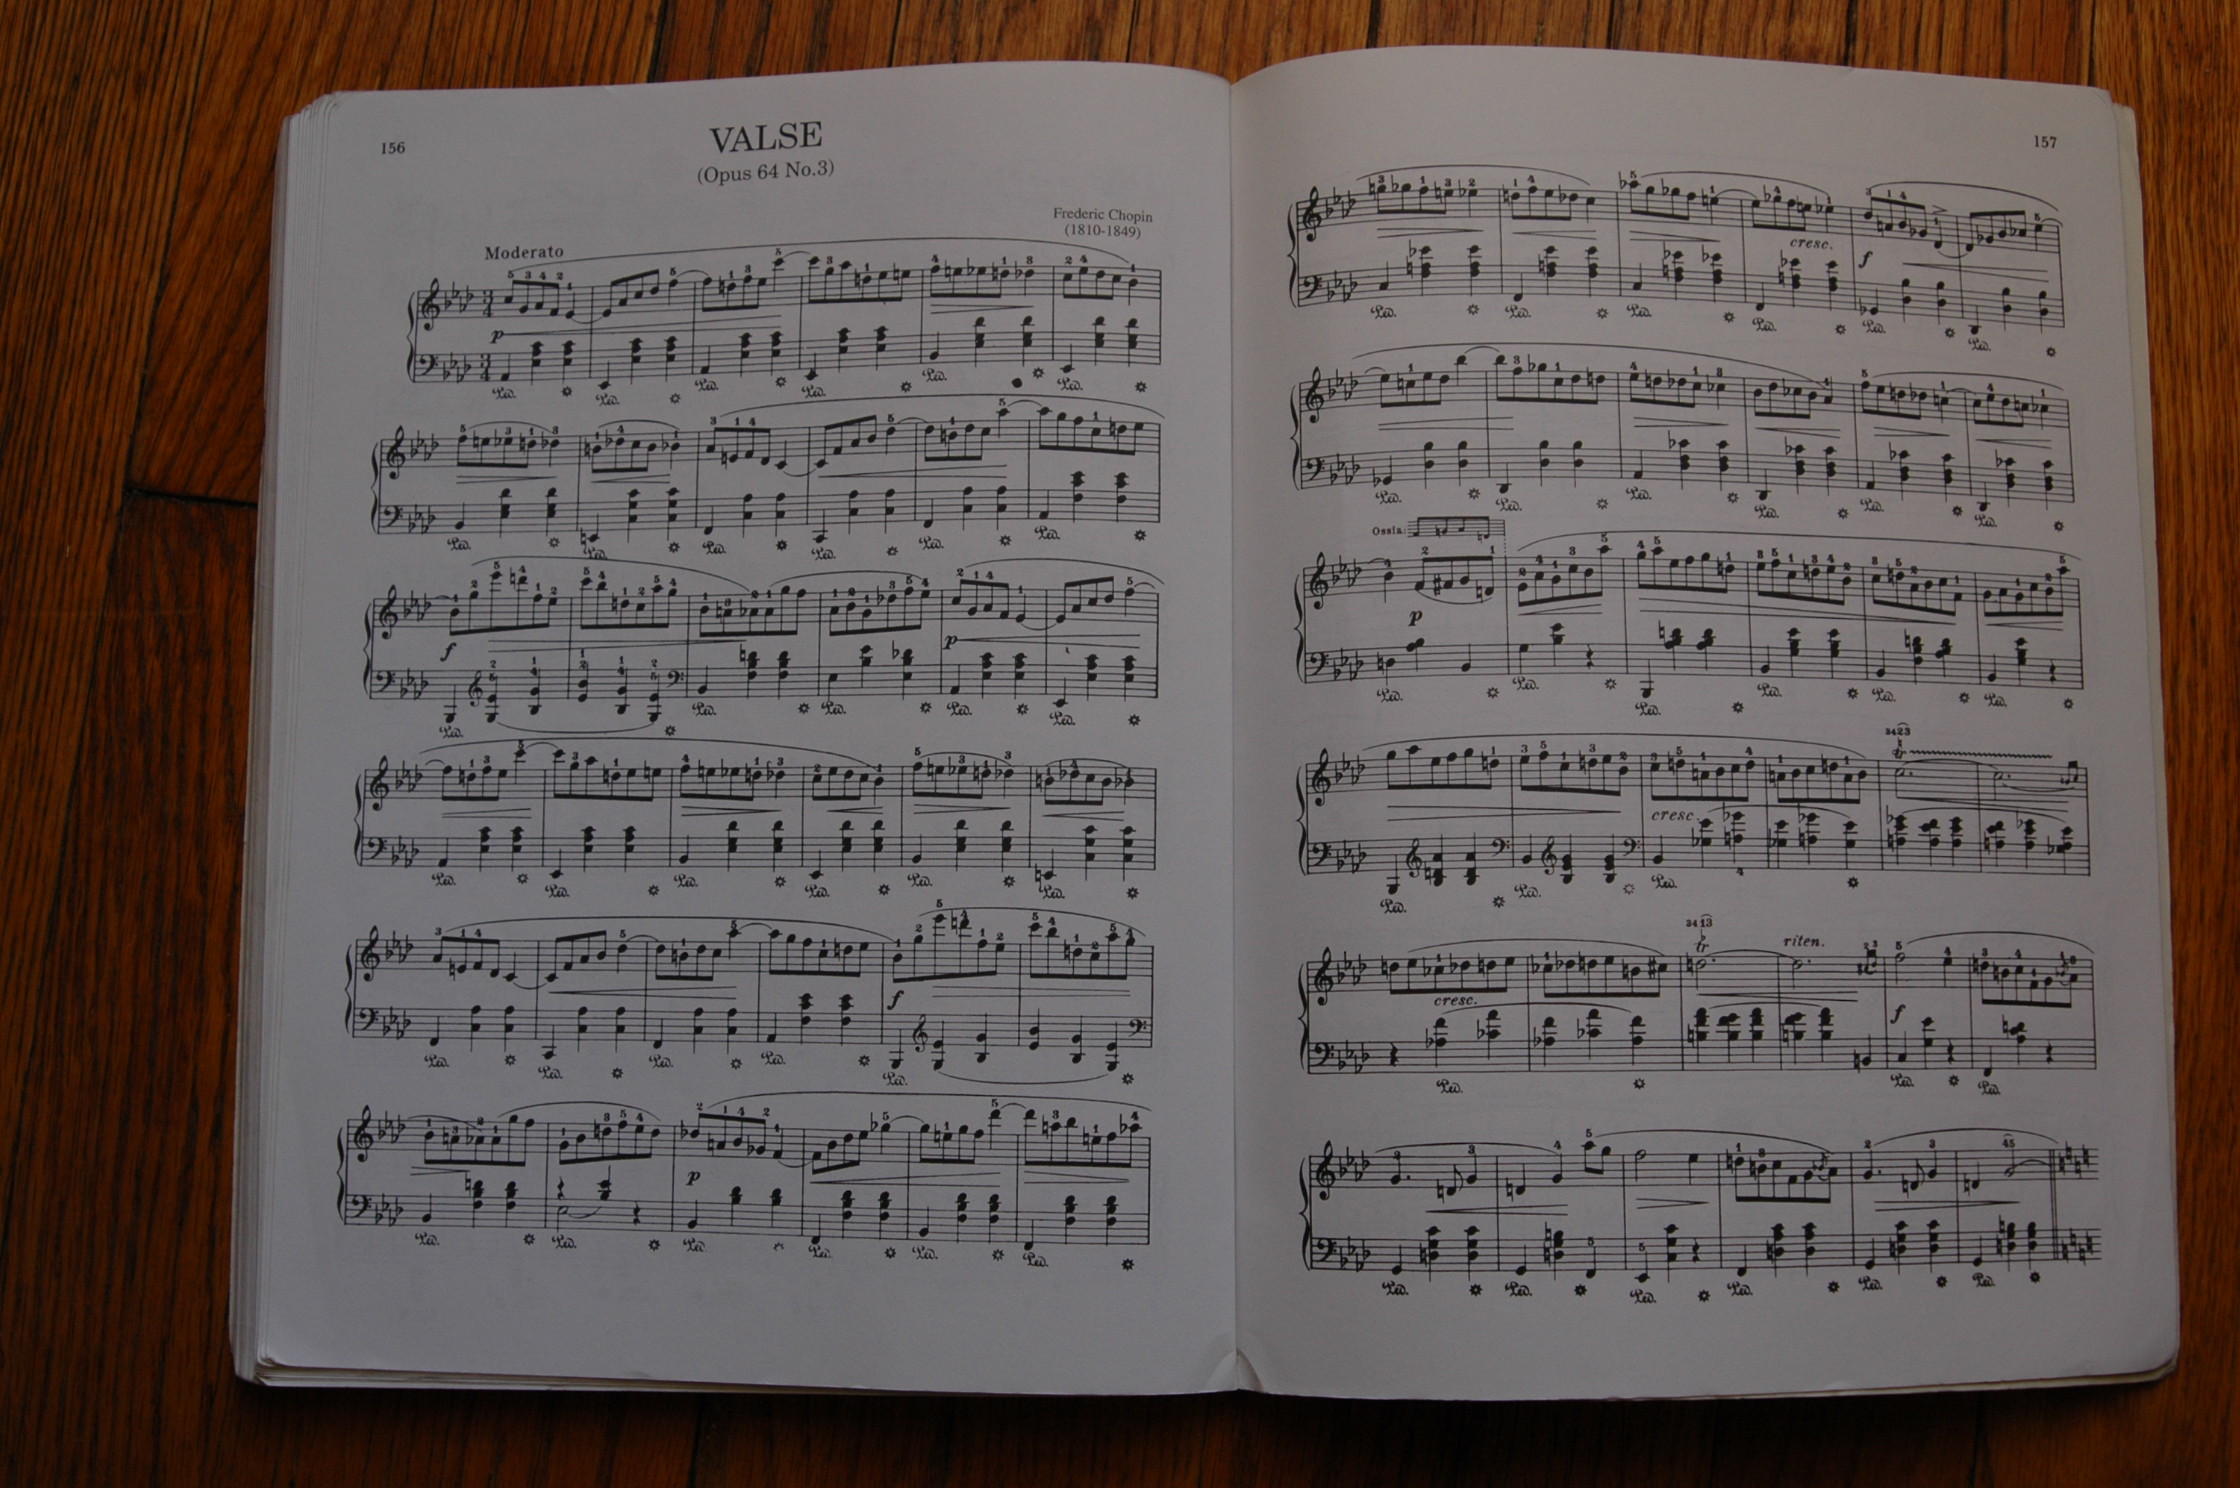 156
VALSE
(Opus 64 No.3)
Frederic Chopin
(1810-1849)
Moderato
p
f
p
f
p
157
cresc.
f
Ossia.
p
cresc.
cresc.
riten.
f